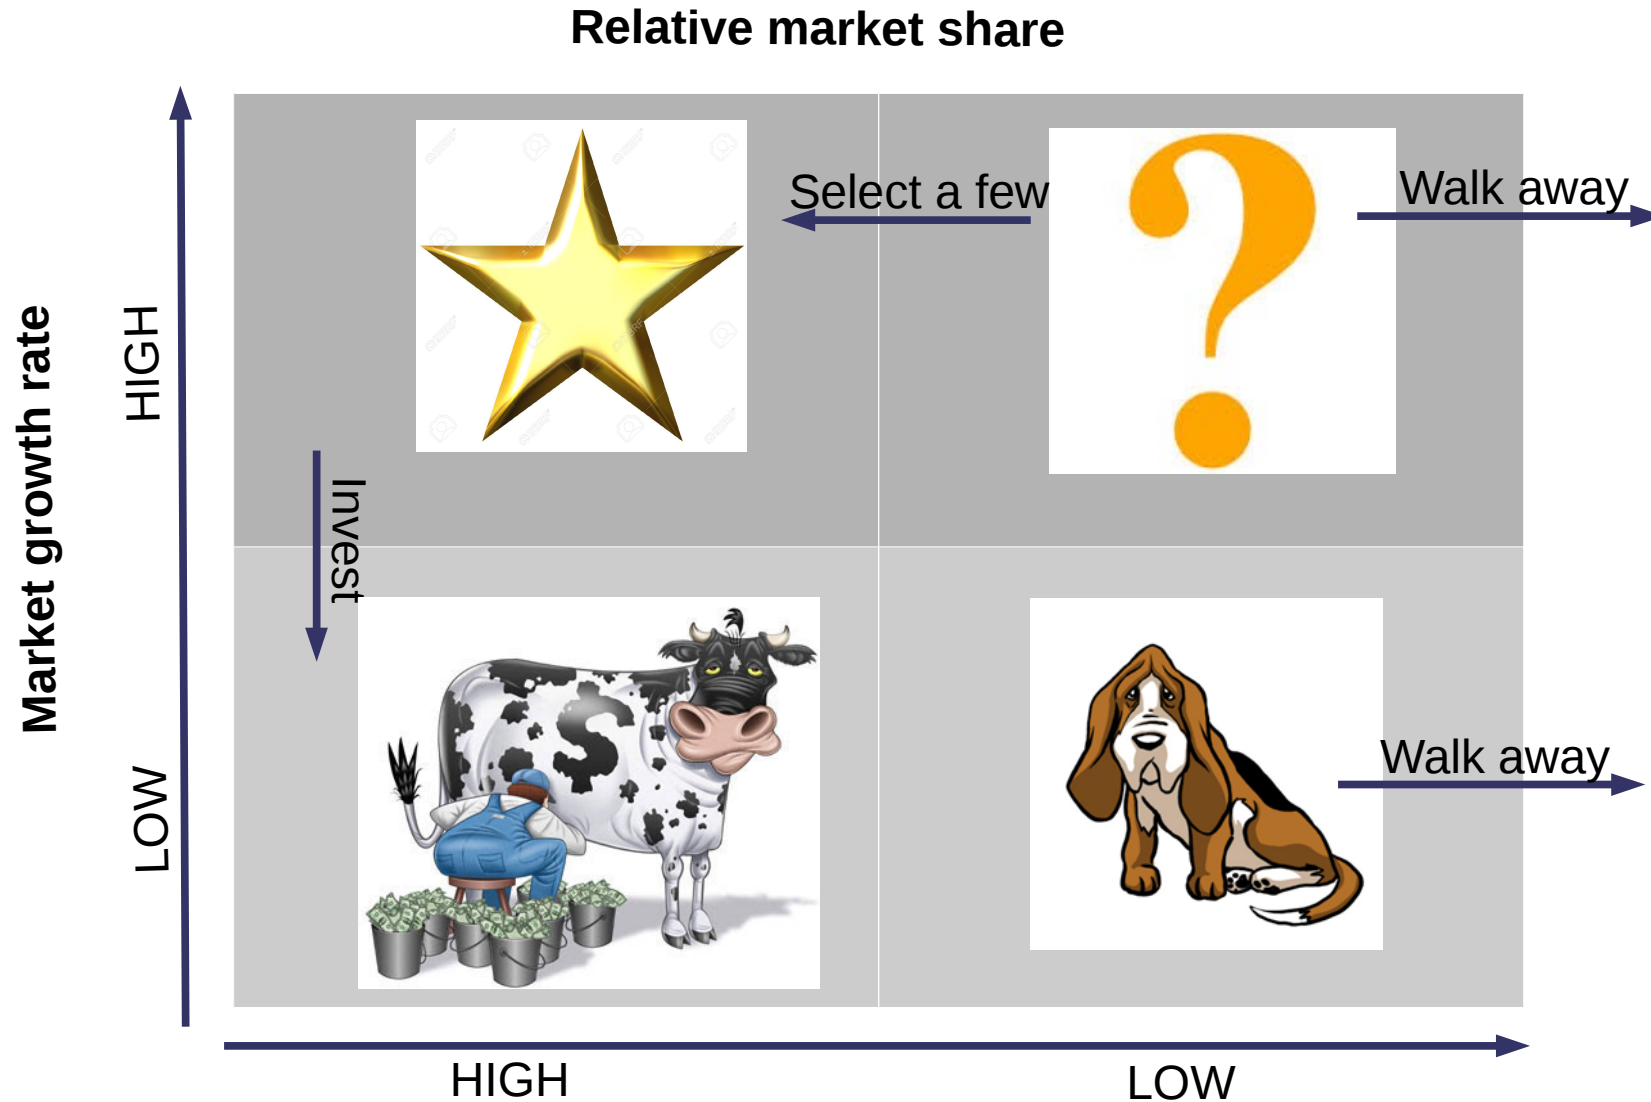 Relative market share
Select a few
Walk away
HIGH
Market growth rate
Invest
Walk away
LOW
HIGH
LOW